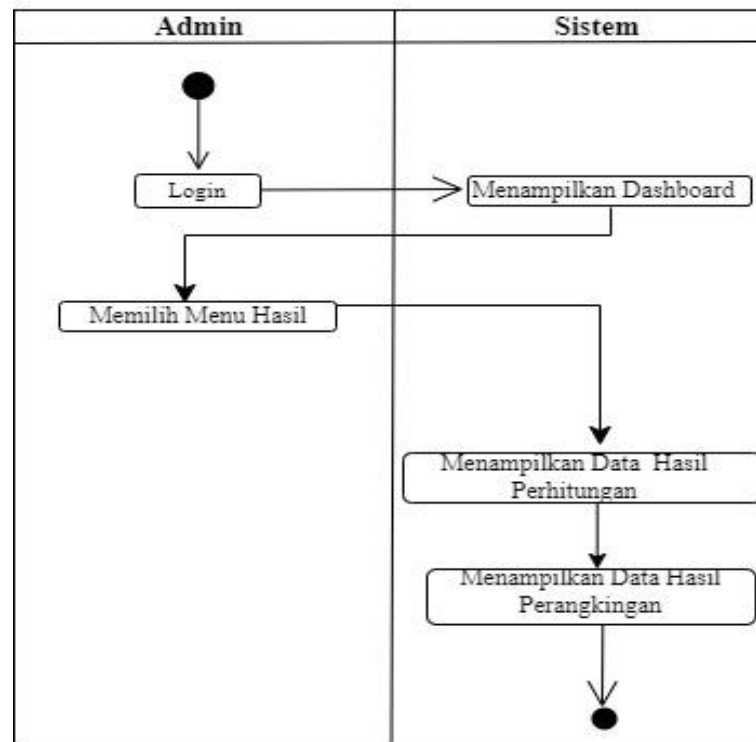 Admin
Sistem
Login
Menampilkan Dashboard
Memilih Menu Hasil
Menampilkan Data Hasil
Perhitungan
Menampilkan Data Hasil
Perangkingan